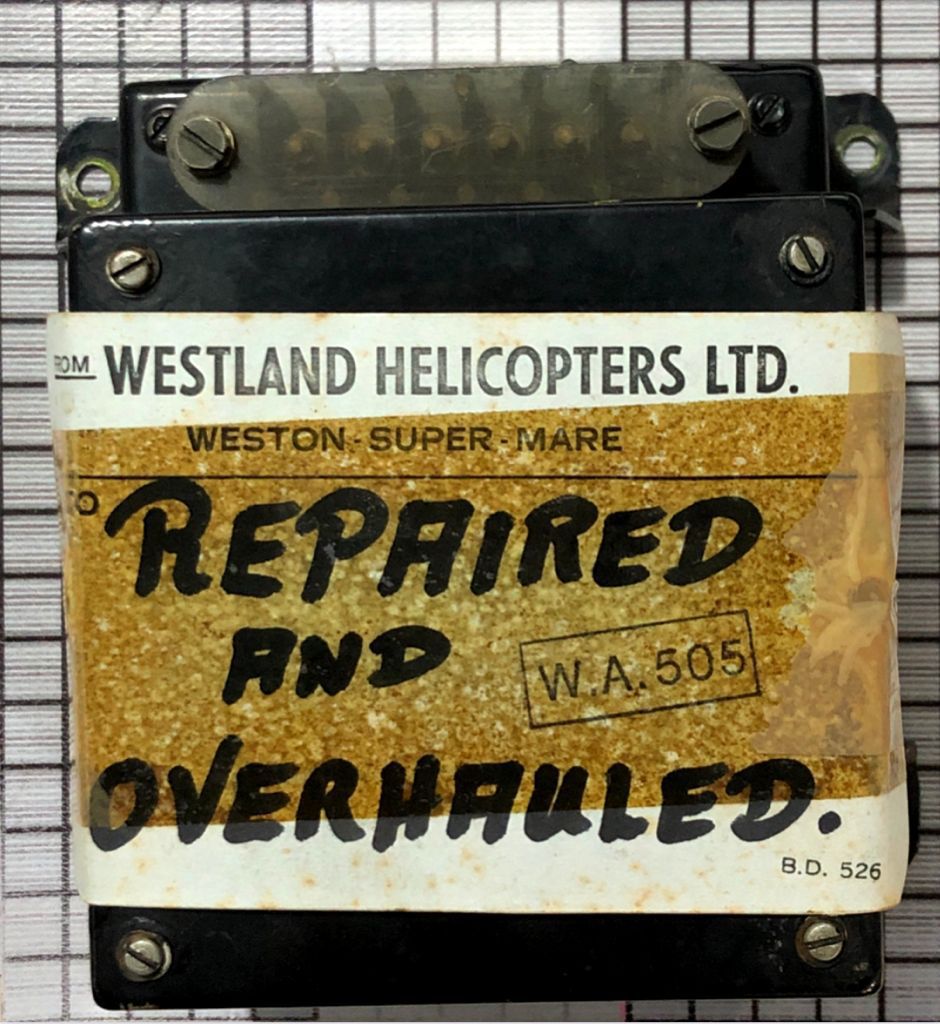 FROM WESTLAND HELICOPTERS LTD.
WESTON-SUPER-MARE
TO REPAIRED
AND
W.A.505
OVERHAULED.
B.D. 526